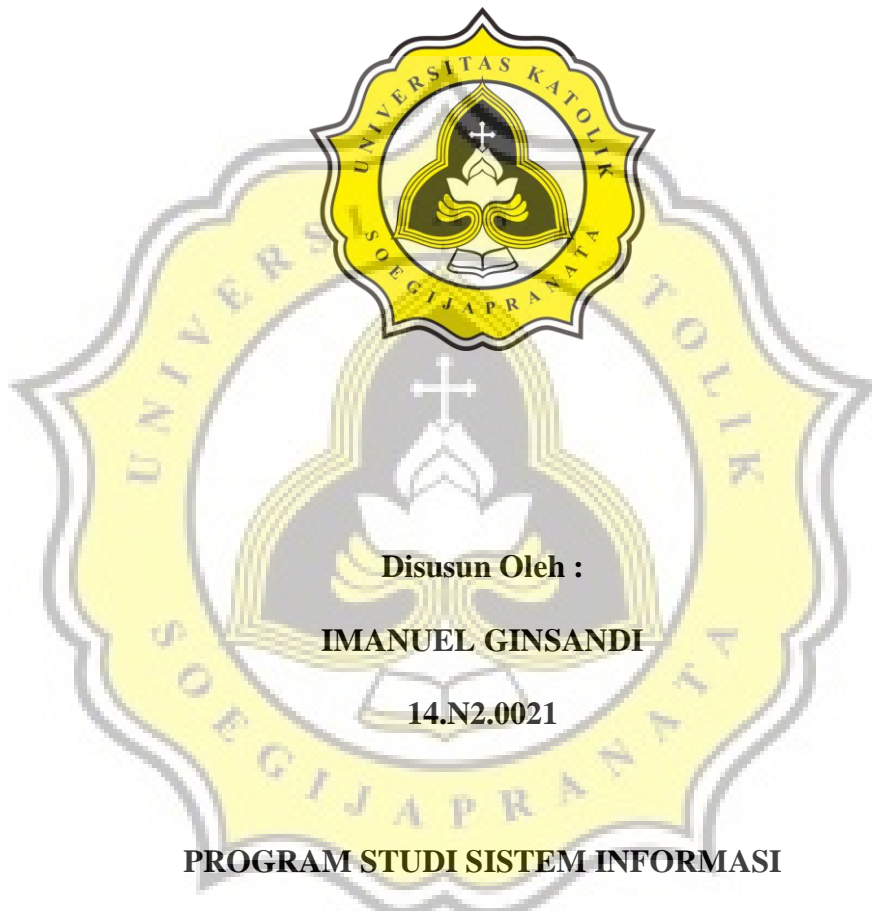 UNIVERSITAS KATOLIK
SOEGIJAPRANATA
Disusun Oleh :
IMANUEL GINSANDI
14.N2.0021
PROGRAM STUDI SISTEM INFORMASI